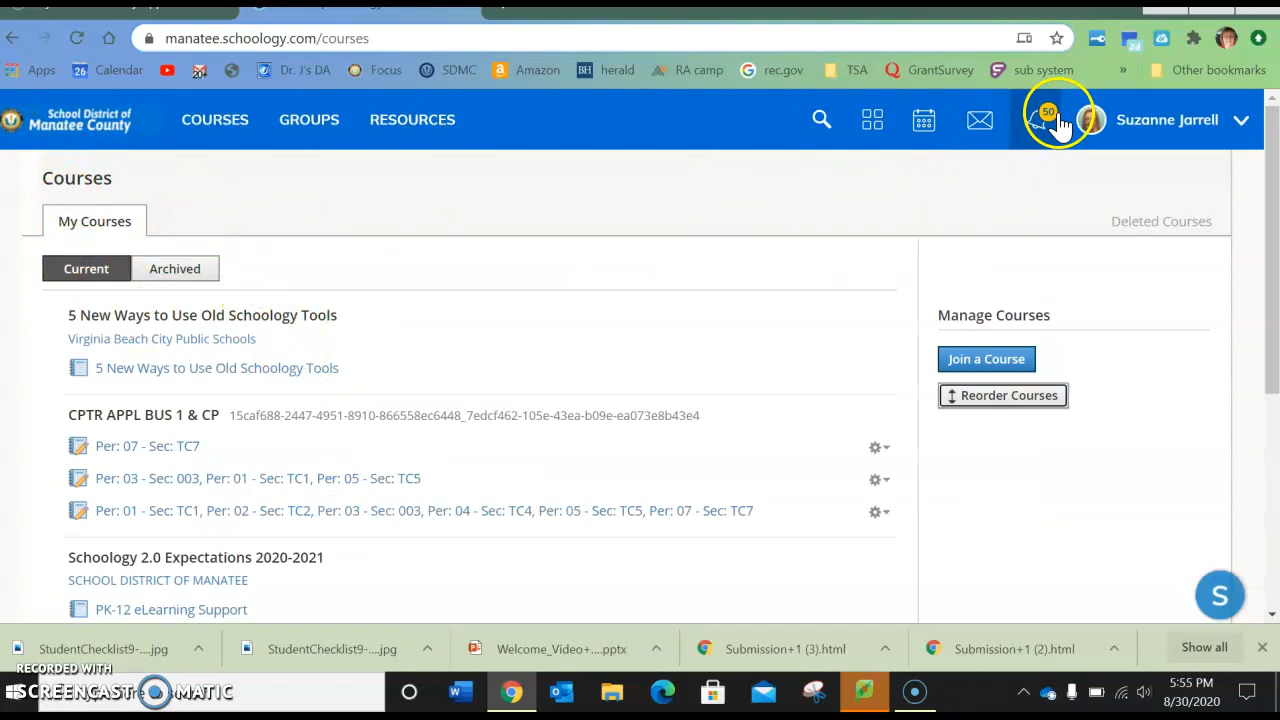 manatee.schoology.com/courses
2d
Apps
26 Calendar
20+
Dr. J's DA
Focus
SDMC
a Amazon
BH herald
RA camp
G rec.gov
TSA
Q GrantSurvey
sub system
»
Other bookmarks
School District of
Manatee County
COURSES
GROUPS
RESOURCES
50
Suzanne Jarrell
Courses
My Courses
Deleted Courses
Current
Archived
5 New Ways to Use Old Schoology Tools
Virginia Beach City Public Schools
5 New Ways to Use Old Schoology Tools
Manage Courses
Join a Course
Reorder Courses
CPTR APPL BUS 1 & CP 15caf688-2447-4951-8910-866558ec6448_7edcf462-105e-43ea-b09e-ea073e8b43e4
Per: 07 - Sec: TC7
Per: 03 - Sec: 003, Per: 01 - Sec: TC1, Per: 05 - Sec: TC5
Per: 01 - Sec: TC1, Per: 02 - Sec: TC2, Per: 03 - Sec: 003, Per: 04 - Sec: TC4, Per: 05 - Sec: TC5, Per: 07 - Sec: TC7
Schoology 2.0 Expectations 2020-2021
SCHOOL DISTRICT OF MANATEE
PK-12 eLearning Support
S
StudentChecklist9-....jpg
StudentChecklist9-....jpg
Welcome_Video+....pptx
Submission+1 (3).html
Submission+1 (2).html
Show all
RECORDED WITH
SCREENCAST MATIC
5:55 PM
8/30/2020